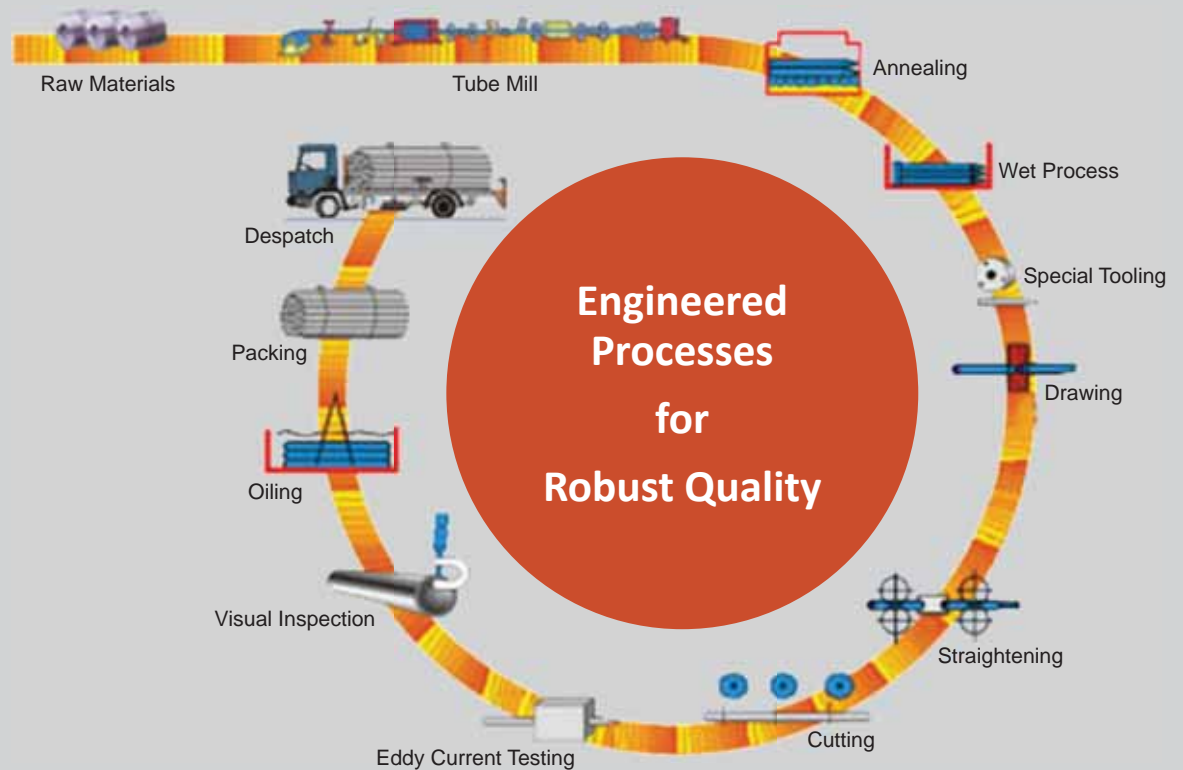 Raw Materials
Tube Mill
Annealing
Wet Process
Special Tooling
Drawing
Straightening
Cutting
Eddy Current Testing
Visual Inspection
Oiling
Packing
Despatch
Engineered
Processes
for
Robust Quality